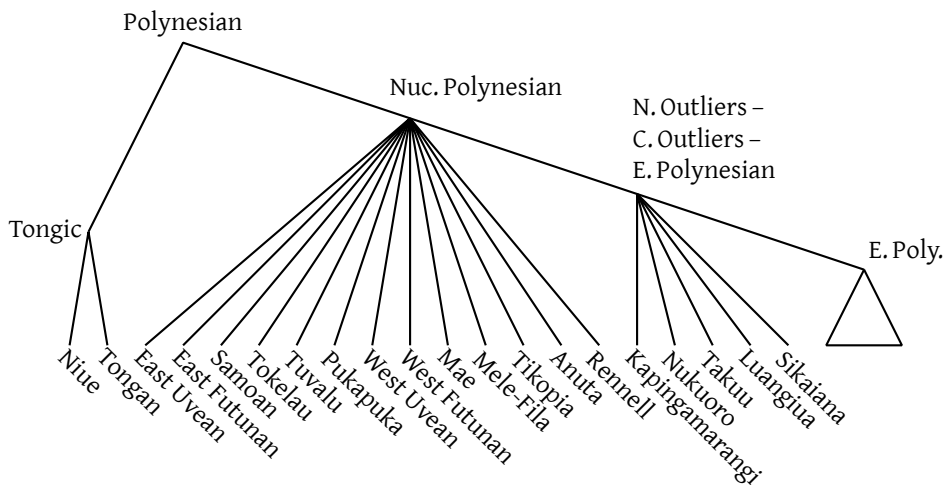 Polynesian
Nuc. Polynesian
N. Outliers –
C. Outliers –
E. Polynesian
Tongic
E. Poly.
Niue
Tongan
East Uvean
East Futunan
Samoan
Tokelau
Tuvalu
Pukapuka
West Uvean
West Futunan
Mae
Mele-Fila
Tikopia
Anuta
Rennell
Kapingamarangi
Nukuoro
Takuu
Luangiua
Sikaiana